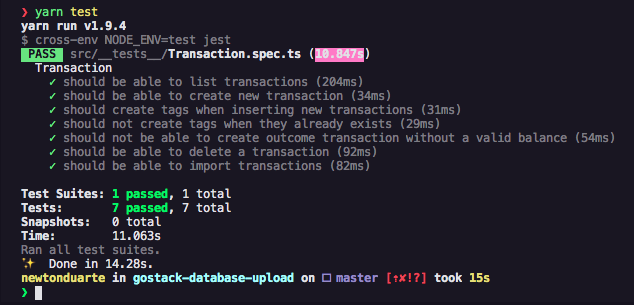 ❯ yarn test
yarn run v1.9.4
$ cross-env NODE_ENV=test jest
PASS src/__tests__/Transaction.spec.ts (10.847s)
Transaction
✓ should be able to list transactions (204ms)
✓ should be able to create new transaction (34ms)
✓ should create tags when inserting new transactions (31ms)
✓ should not create tags when they already exists (29ms)
✓ should not be able to create outcome transaction without a valid balance (54ms)
✓ should be able to delete a transaction (92ms)
✓ should be able to import transactions (82ms)
Test Suites: 1 passed, 1 total
Tests: 7 passed, 7 total
Snapshots: 0 total
Time: 11.063s
Ran all test suites.
✨ Done in 14.28s.
newtonduarte in gostack-database-upload on master [⇡✘!?] took 15s
❯